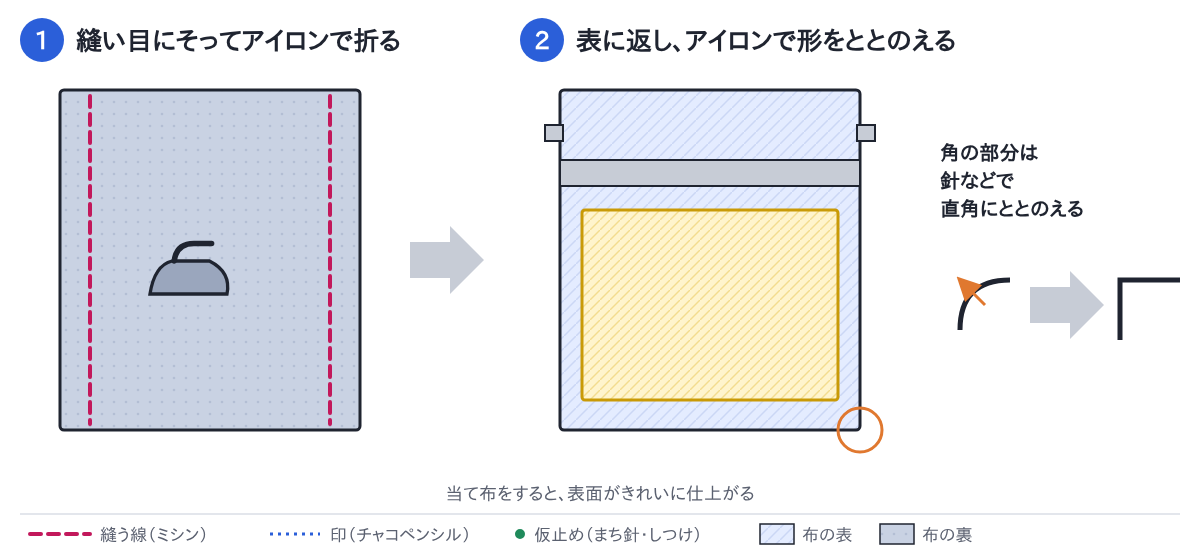 1 縫い目にそってアイロンで折る
2 表に返し、アイロンで形をととのえる
角の部分は
針などで
直角にととのえる
当て布をすると、表面がきれいに仕上がる
縫う線（ミシン） 印（チャコペンシル） 仮止め（まち針・しつけ） 布の表 布の裏